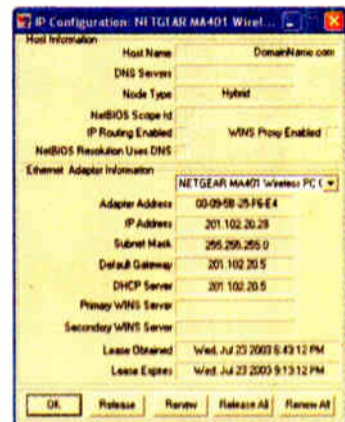 IP Configuration: NETGEAR MA401 Wirel...
Host Information
Host Name DomainName.com
DNS Servers
Node Type Hybrid
NetBIOS Scope Id
IP Routing Enabled WINS Proxy Enabled
NetBIOS Resolution Uses DNS
Ethernet Adapter Information
NETGEAR MA401 Wireless PC C
Adapter Address 00-09-5B-25-F6-E4
IP Address 201.102.20.28
Subnet Mask 255.255.255.0
Default Gateway 201.102.20.5
DHCP Server 201.102.20.5
Primary WINS Server
Secondary WINS Server
Lease Obtained Wed. Jul 23 2003 6:43:12 PM
Lease Expires Wed. Jul 23 2003 9:13:12 PM
OK Release Renew Release All Renew All